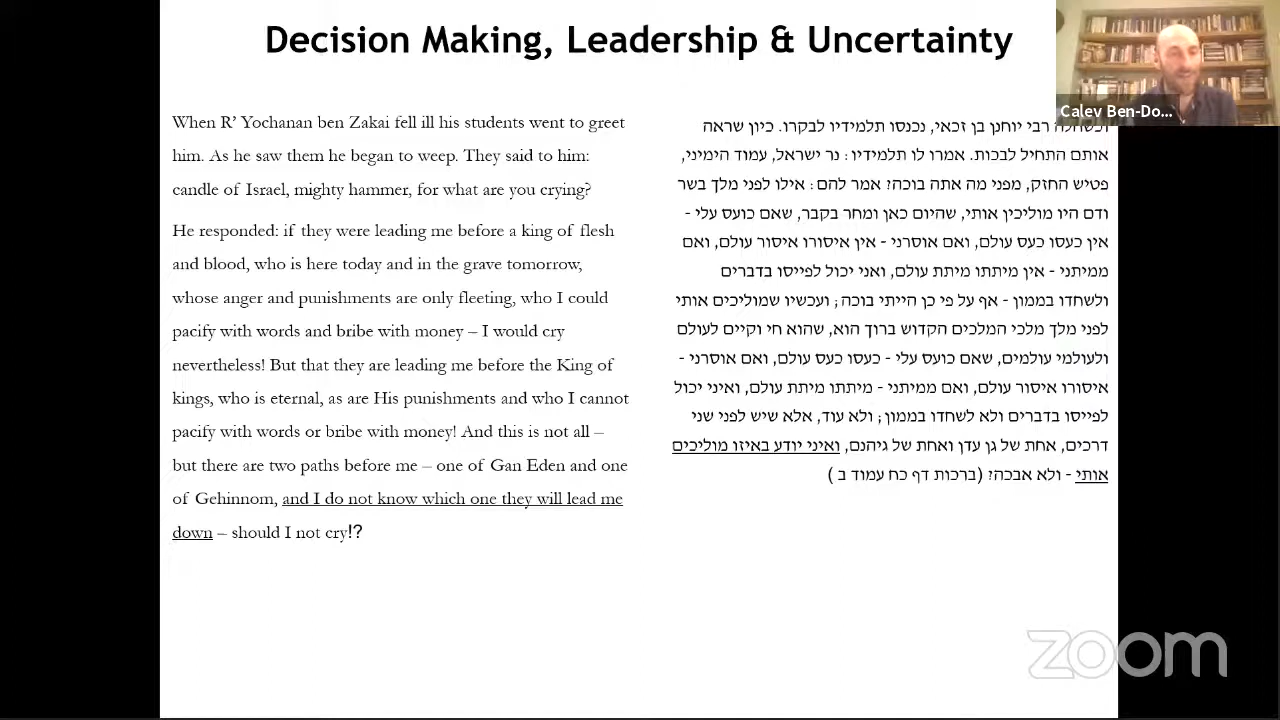 Decision Making, Leadership & Uncertainty
Calev Ben-Do...
When R' Yochanan ben Zakai fell ill his students went to greet
him. As he saw them he began to weep. They said to him:
candle of Israel, mighty hammer, for what are you crying?
He responded: if they were leading me before a king of flesh
and blood, who is here today and in the grave tomorrow,
whose anger and punishments are only fleeting, who I could
pacify with words and bribe with money – I would cry
nevertheless! But that they are leading me before the King of
kings, who is eternal, as are His punishments and who I cannot
pacify with words or bribe with money! And this is not all –
but there are two paths before me – one of Gan Eden and one
of Gehinnom, and I do not know which one they will lead me
down – should I not cry!?
רבי יוחנן בן זכאי, נכנסו תלמידיו לבקרו. כיון שראה
אותם התחיל לבכות. אמרו לו תלמידיו: נר ישראל, עמוד הימיני,
פטיש החזק, מפני מה אתה בוכה? אמר להם: אילו לפני מלך בשר
ודם היו מוליכין אותי, שהיום כאן ומחר בקבר, שאם כועס עלי -
אין כעסו כעס עולם, ואם אוסרני - אין איסורו איסור עולם, ואם
ממיתני - אין מיתתו מיתת עולם, ואני יכול לפייסו בדברים
ולשחדו בממון - אף על פי כן הייתי בוכה; ועכשיו שמוליכים אותי
לפני מלך מלכי המלכים הקדוש ברוך הוא, שהוא חי וקיים לעולם
ולעולמי עולמים, שאם כועס עלי - כעסו כעס עולם, ואם אוסרני -
איסורו איסור עולם, ואם ממיתני - מיתתו מיתת עולם, ואיני יכול
לפייסו בדברים ולא לשחדו בממון; ולא עוד, אלא שיש לפני שני
דרכים, אחת של גן עדן ואחת של גיהנם, ואיני יודע באיזו מוליכים
אותי - ולא אבכה? (ברכות דף כח עמוד ב )
zoom